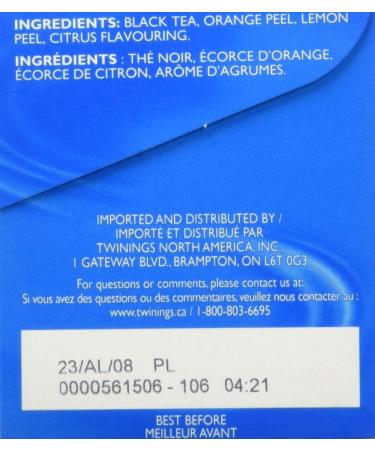 INGREDIENTS: BLACK TEA, ORANGE PEEL, LEMON
PEEL, CITRUS FLAVOURING.
INGRÉDIENTS : THÉ NOIR, ÉCORCE D'ORANGE,
ÉCORCE DE CITRON, ARÔME D'AGRUMES.
IMPORTED AND DISTRIBUTED BY /
IMPORTÉ ET DISTRIBUÉ PAR
TWININGS NORTH AMERICA, INC.,
1 GATEWAY BLVD., BRAMPTON, ON L6T 0G3
For questions or comments, please contact us at:
Si vous avez des questions ou des commentaires, veuillez nous contacter au :
www.twinings.ca / 1-800-803-6695
23/AL/08 PL
0000561506 - 106 04:21
BEST BEFORE
MEILLEUR AVANT